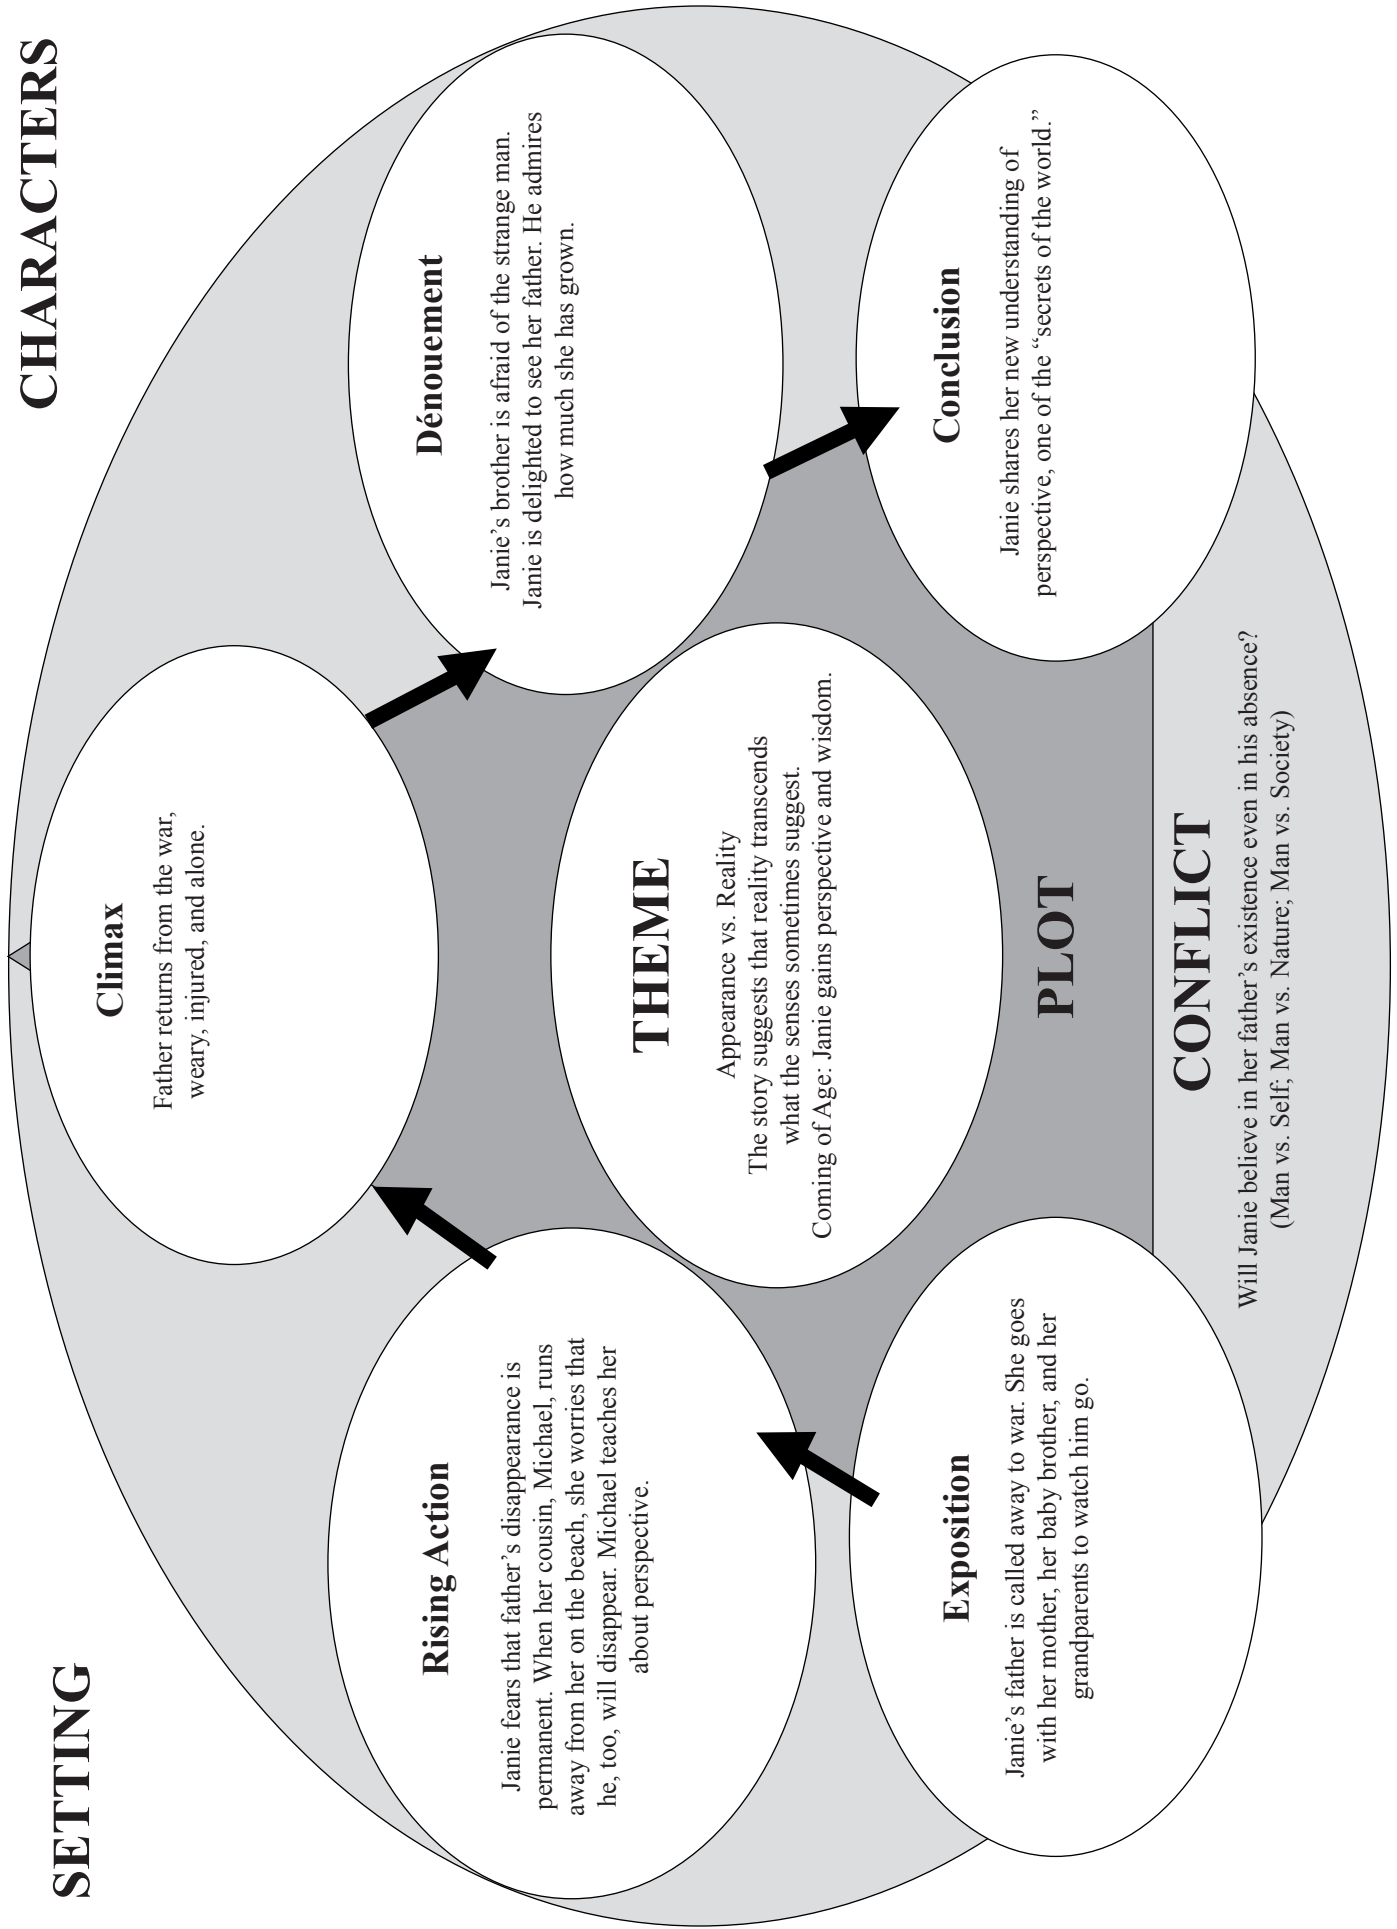 SETTING
CHARACTERS
Climax
Father returns from the war,
weary, injured, and alone.
Rising Action
Janie fears that father’s disappearance is
permanent. When her cousin, Michael, runs
away from her on the beach, she worries that
he, too, will disappear. Michael teaches her
about perspective.
Dénouement
Janie’s brother is afraid of the strange man.
Janie is delighted to see her father. He admires
how much she has grown.
THEME
Appearance vs. Reality
The story suggests that reality transcends
what the senses sometimes suggest.
Coming of Age: Janie gains perspective and wisdom.
Exposition
Janie’s father is called away to war. She goes
with her mother, her baby brother, and her
grandparents to watch him go.
Conclusion
Janie shares her new understanding of
perspective, one of the “secrets of the world.”
PLOT
CONFLICT
Will Janie believe in her father’s existence even in his absence?
(Man vs. Self; Man vs. Nature; Man vs. Society)